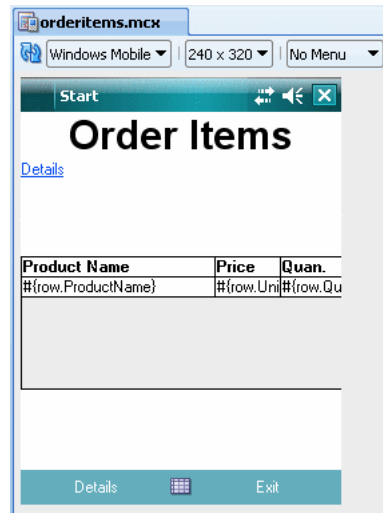 orderitems.mcx
Windows Mobile 240 x 320 No Menu
Start
Order Items
Details
Product Name Price Quan.
#{row.ProductName} #{row.Uni #{row.Qu
Details Exit